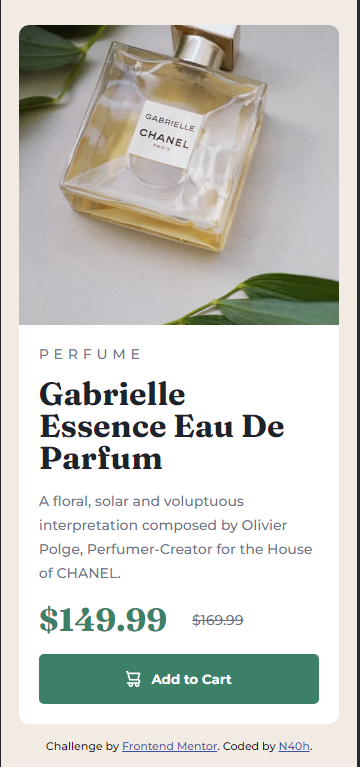 GABRIELLE
CHANEL
PARIS
PERFUME
Gabrielle
Essence Eau De
Parfum
A floral, solar and voluptuous
interpretation composed by Olivier
Polge, Perfumer-Creator for the House
of CHANEL.
$149.99 $169.99
Add to Cart
Challenge by Frontend Mentor. Coded by N40h.